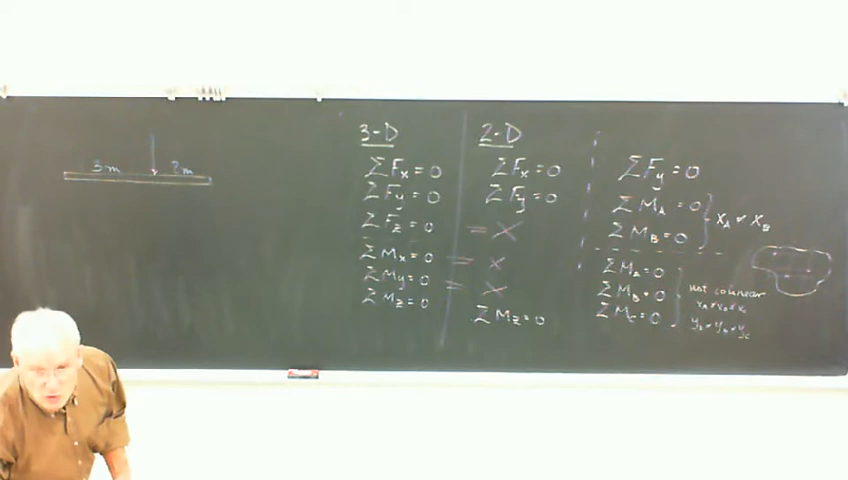 3m 2m
3-D
ΣFx=0
ΣFy=0
ΣFz=0
ΣMx=0
ΣMy=0
ΣMz=0
2-D
ΣFx=0
ΣFy=0
= X
= X
= X
ΣMz=0
ΣFy=0
ΣMA=0
ΣMB=0
XA ≠ XB
ΣMA=0
ΣMB=0
ΣMC=0
not colinear